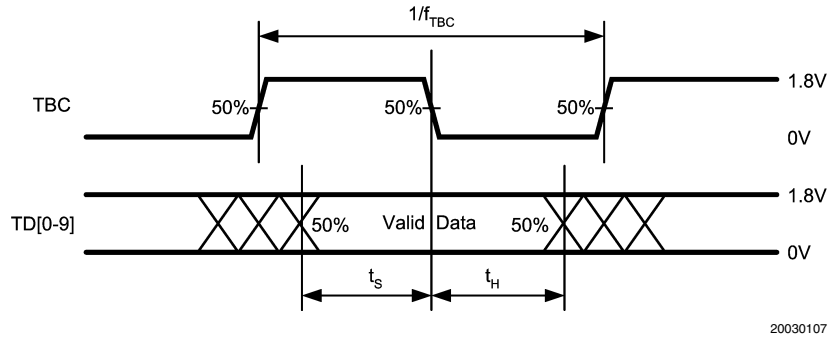 1/fTBC
TBC
50%
50%
50%
1.8V
0V
TD[0-9]
50%
Valid Data
50%
1.8V
0V
tS
tH
20030107